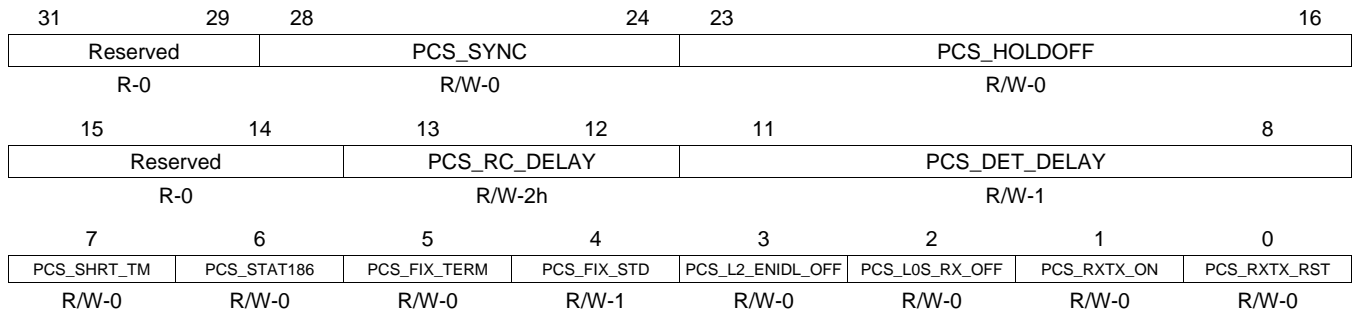 31 29 28 24 23 16
Reserved PCS_SYNC PCS_HOLDOFF
R-0 R/W-0 R/W-0
15 14 13 12 11 8
Reserved PCS_RC_DELAY PCS_DET_DELAY
R-0 R/W-2h R/W-1
7 6 5 4 3 2 1 0
PCS_SHRT_TM PCS_STAT186 PCS_FIX_TERM PCS_FIX_STD PCS_L2_ENIDL_OFF PCS_L0S_RX_OFF PCS_RXTX_ON PCS_RXTX_RST
R/W-0 R/W-0 R/W-0 R/W-1 R/W-0 R/W-0 R/W-0 R/W-0